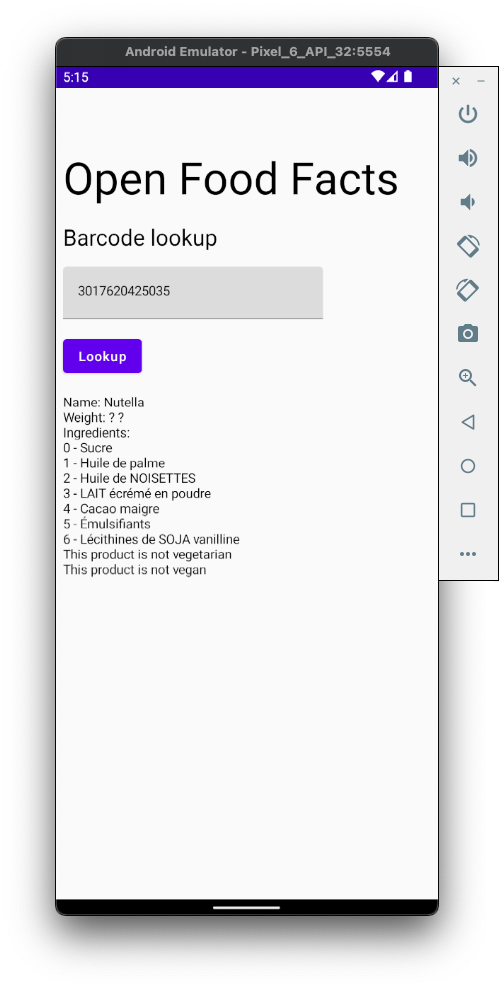 Android Emulator - Pixel_6_API_32:5554
5:15
Open Food Facts
Barcode lookup
3017620425035
Lookup
Name: Nutella
Weight: ? ?
Ingredients:
0 - Sucre
1 - Huile de palme
2 - Huile de NOISETTES
3 - LAIT écrémé en poudre
4 - Cacao maigre
5 - Émulsifiants
6 - Lécithines de SOJA vanilline
This product is not vegetarian
This product is not vegan